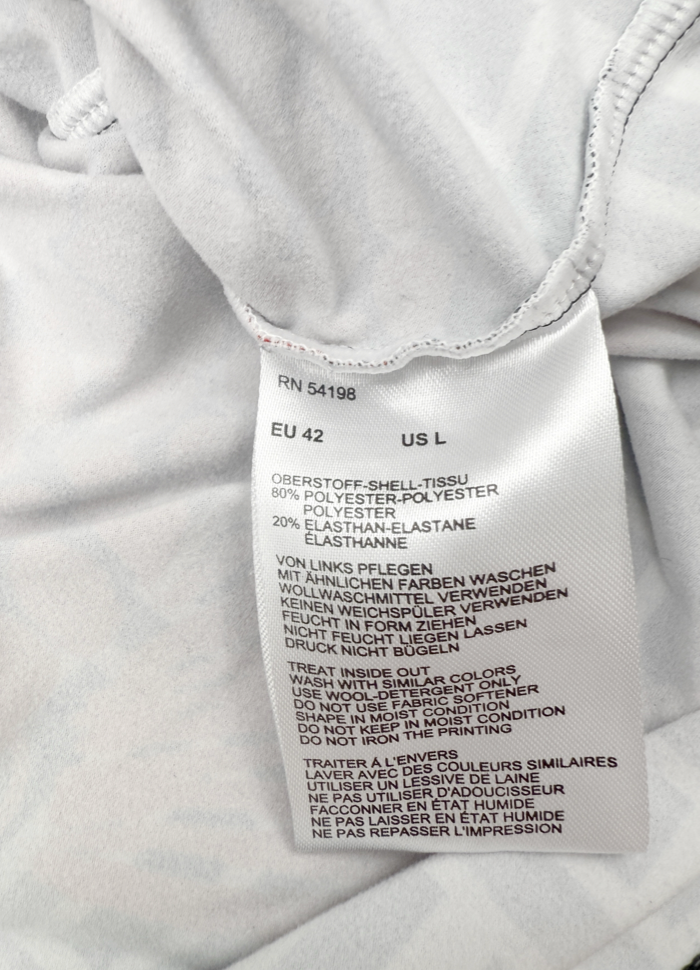 RN 54198
EU 42 US L
OBERSTOFF-SHELL-TISSU
80% POLYESTER-POLYESTER
POLYESTER
20% ELASTHAN-ELASTANE
ÉLASTHANNE
VON LINKS PFLEGEN
MIT ÄHNLICHEN FARBEN WASCHEN
WOLLWASCHMITTEL VERWENDEN
KEINEN WEICHSPÜLER VERWENDEN
FEUCHT IN FORM ZIEHEN
NICHT FEUCHT LIEGEN LASSEN
DRUCK NICHT BÜGELN
TREAT INSIDE OUT
WASH WITH SIMILAR COLORS
USE WOOL-DETERGENT ONLY
DO NOT USE FABRIC SOFTENER
SHAPE IN MOIST CONDITION
DO NOT KEEP IN MOIST CONDITION
DO NOT IRON THE PRINTING
TRAITER Á L'ENVERS
LAVER AVEC DES COULEURS SIMILAIRES
UTILISER UN LESSIVE DE LAINE
NE PAS UTILISER D'ADOUCISSEUR
FACCONNER EN ÉTAT HUMIDE
NE PAS LAISSER EN ÉTAT HUMIDE
NE PAS REPASSER L'IMPRESSION